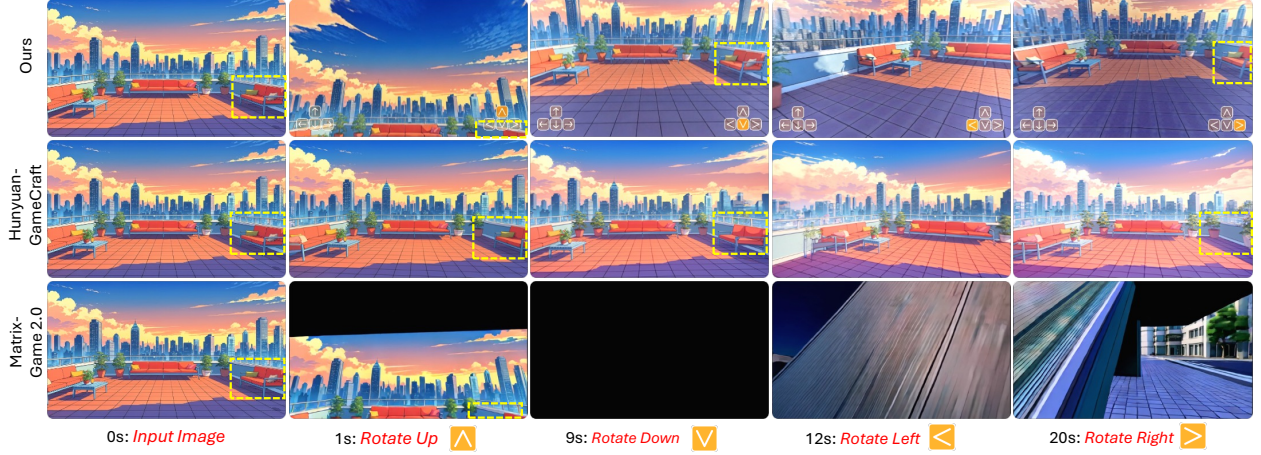 Ours
Hunyuan-
GameCraft
Matrix-
Game 2.0
0s: Input Image
1s: Rotate Up
9s: Rotate Down
12s: Rotate Left
20s: Rotate Right